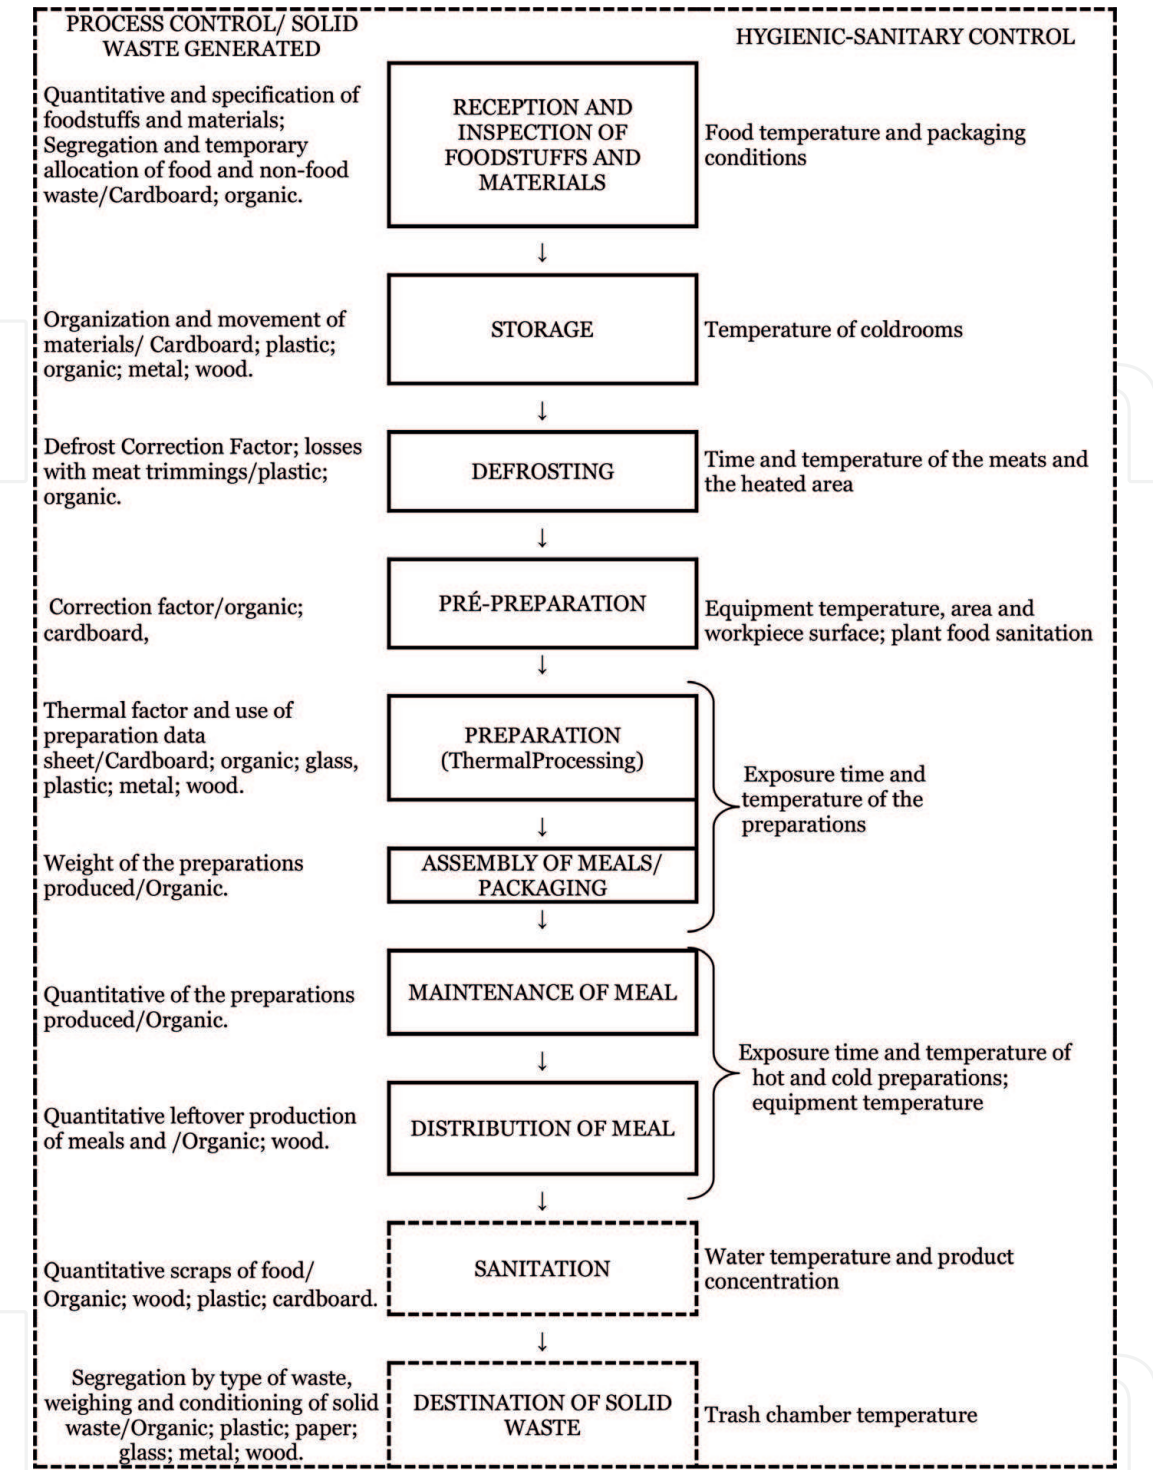 PROCESS CONTROL/ SOLID
WASTE GENERATED
HYGIENIC-SANITARY CONTROL
Quantitative and specification of
foodstuffs and materials;
Segregation and temporary
allocation of food and non-food
waste/Cardboard; organic.
RECEPTION AND
INSPECTION OF
FOODSTUFFS AND
MATERIALS
Food temperature and packaging
conditions
↓
Organization and movement of
materials/ Cardboard; plastic;
organic; metal; wood.
STORAGE
Temperature of coldrooms
↓
Defrost Correction Factor; losses
with meat trimmings/plastic;
organic.
DEFROSTING
Time and temperature of the meats and
the heated area
↓
Correction factor/organic;
cardboard,
PRÉ-PREPARATION
Equipment temperature, area and
workpiece surface; plant food sanitation
↓
Thermal factor and use of
preparation data
sheet/Cardboard; organic; glass,
plastic; metal; wood.
PREPARATION
(ThermalProcessing)
Exposure time and
temperature of the
preparations
↓
Weight of the preparations
produced/Organic.
ASSEMBLY OF MEALS/
PACKAGING
↓
Quantitative of the preparations
produced/Organic.
MAINTENANCE OF MEAL
Exposure time and temperature of
hot and cold preparations;
equipment temperature
↓
Quantitative leftover production
of meals and /Organic; wood.
DISTRIBUTION OF MEAL
↓
Quantitative scraps of food/
Organic; wood; plastic; cardboard.
SANITATION
Water temperature and product
concentration
↓
Segregation by type of waste,
weighing and conditioning of solid
waste/Organic; plastic; paper;
glass; metal; wood.
DESTINATION OF SOLID
WASTE
Trash chamber temperature